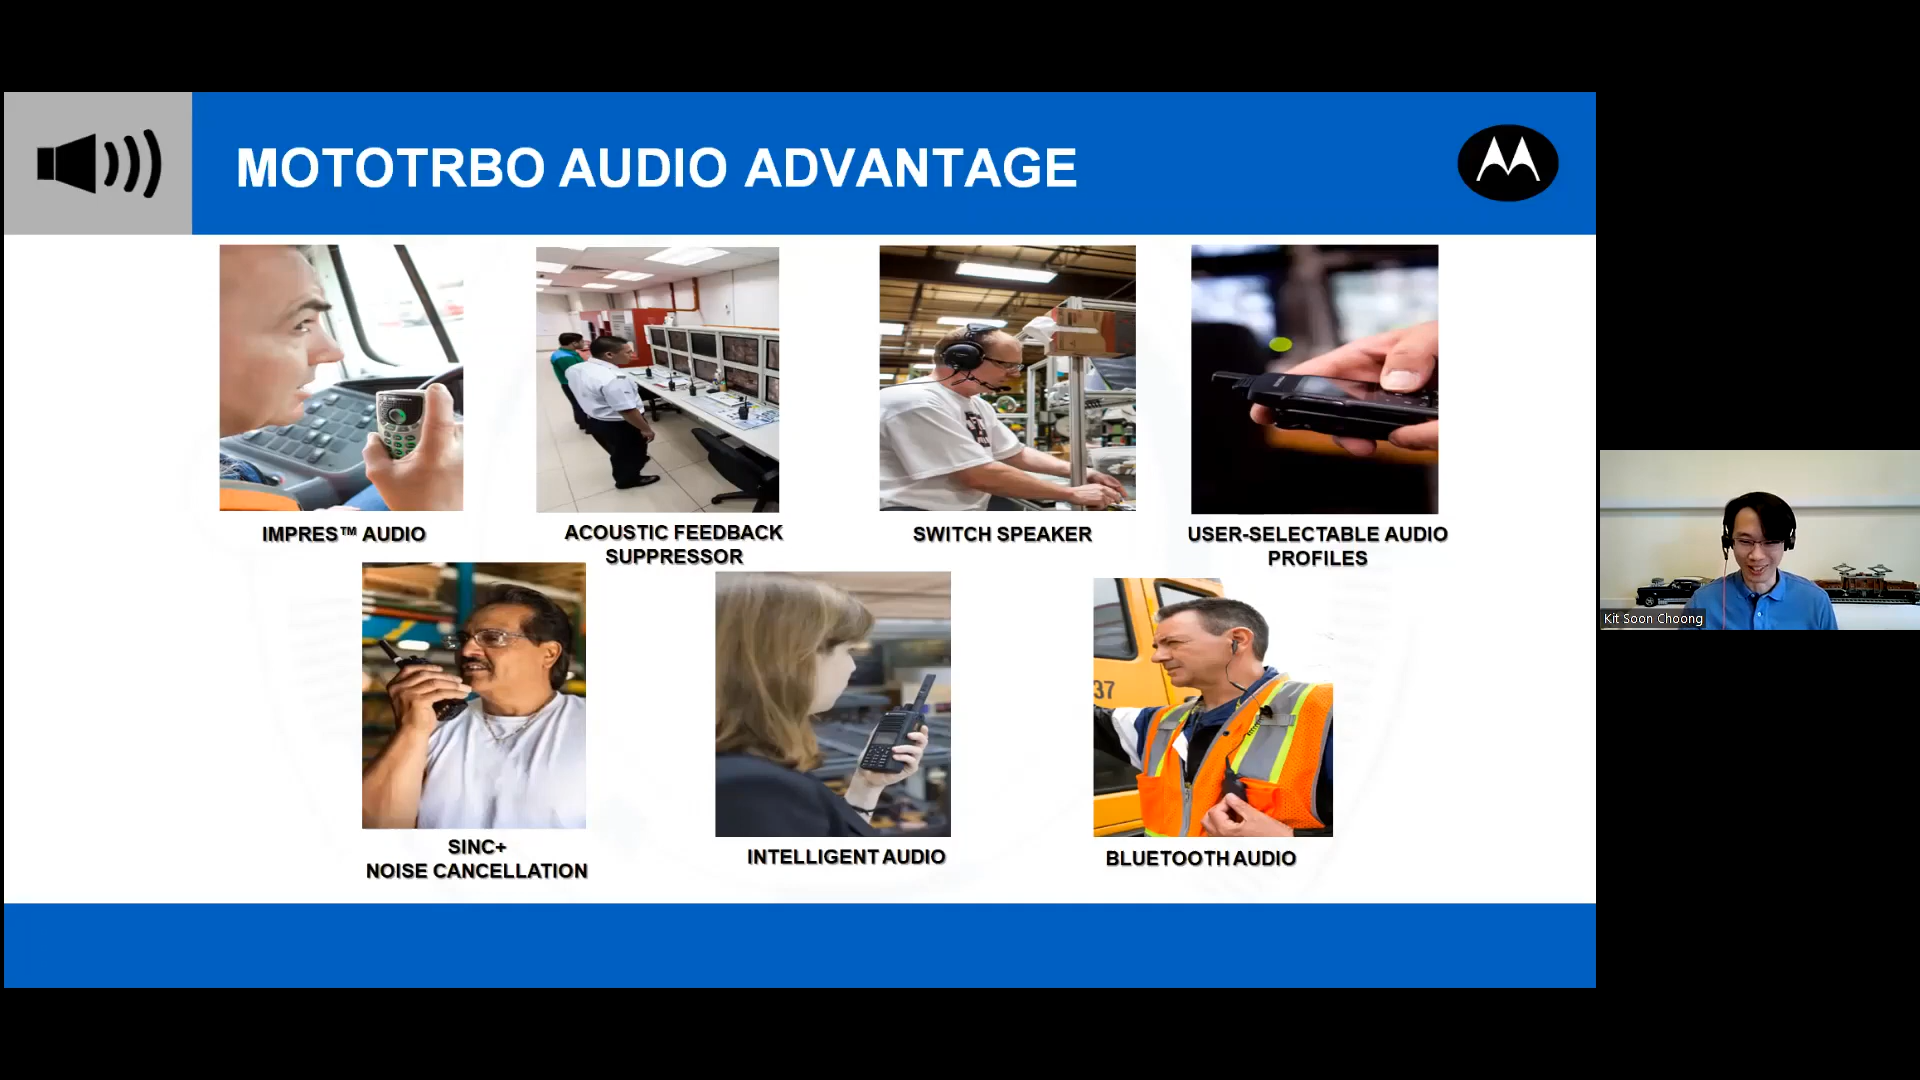 MOTOTRBO AUDIO ADVANTAGE
IMPRES™ AUDIO
ACOUSTIC FEEDBACK
SUPPRESSOR
SWITCH SPEAKER
USER-SELECTABLE AUDIO
PROFILES
SINC+
NOISE CANCELLATION
INTELLIGENT AUDIO
37
BLUETOOTH AUDIO
Kit Soon Choong